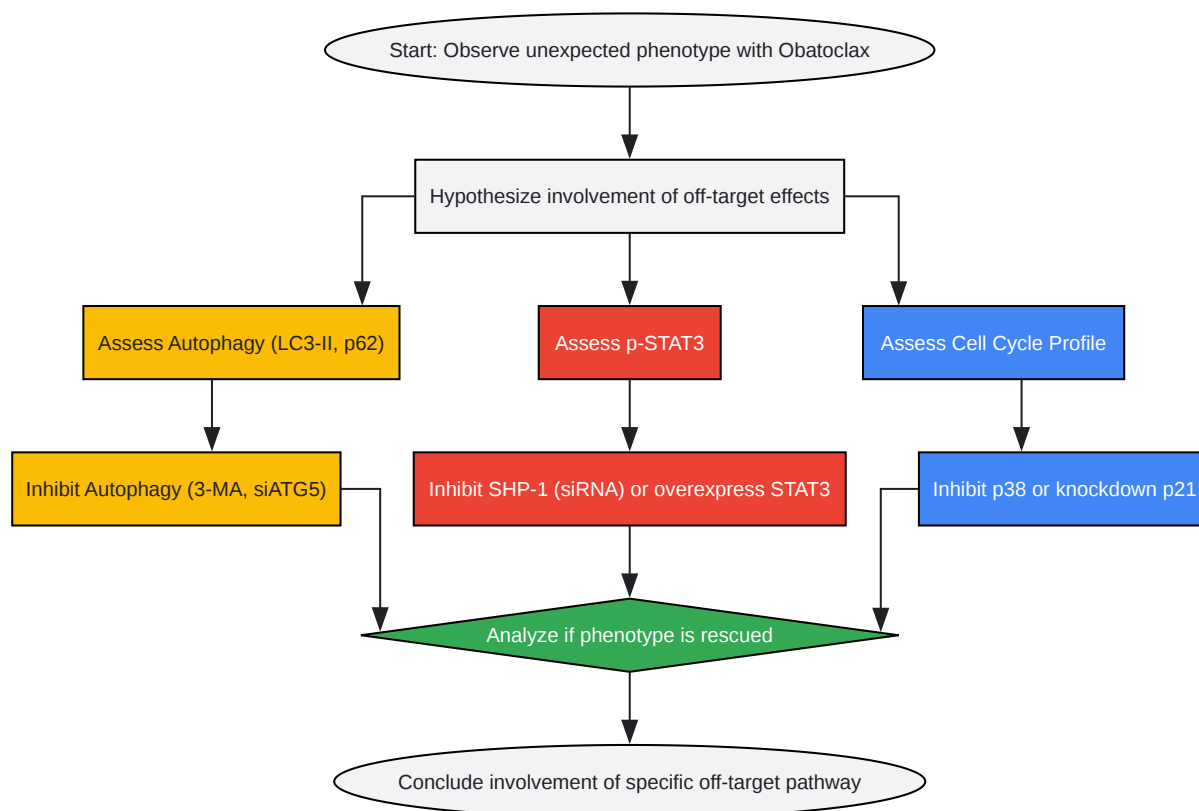 Start: Observe unexpected phenotype with Obatoclax
Hypothesize involvement of off-target effects
Assess Autophagy (LC3-II, p62)
Assess p-STAT3
Assess Cell Cycle Profile
Inhibit Autophagy (3-MA, siATG5)
Inhibit SHP-1 (siRNA) or overexpress STAT3
Inhibit p38 or knockdown p21
Analyze if phenotype is rescued
Conclude involvement of specific off-target pathway